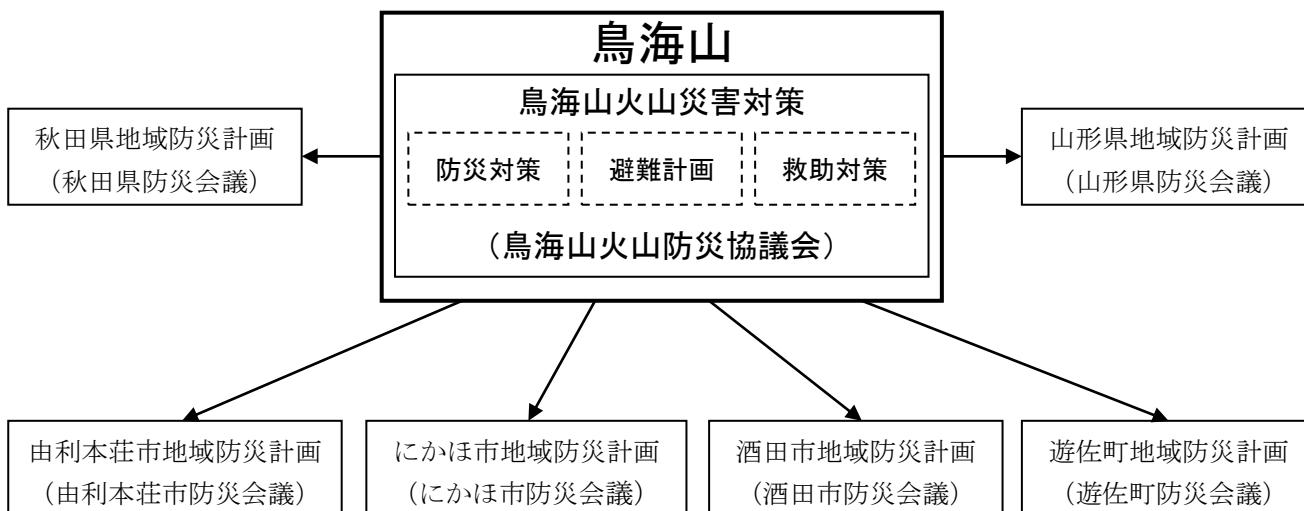 鳥海山
鳥海山火山災害対策
防災対策
避難計画
救助対策
（鳥海山火山防災協議会）
秋田県地域防災計画
（秋田県防災会議）
山形県地域防災計画
（山形県防災会議）
由利本荘市地域防災計画
（由利本荘市防災会議）
にかほ市地域防災計画
（にかほ市防災会議）
酒田市地域防災計画
（酒田市防災会議）
遊佐町地域防災計画
（遊佐町防災会議）